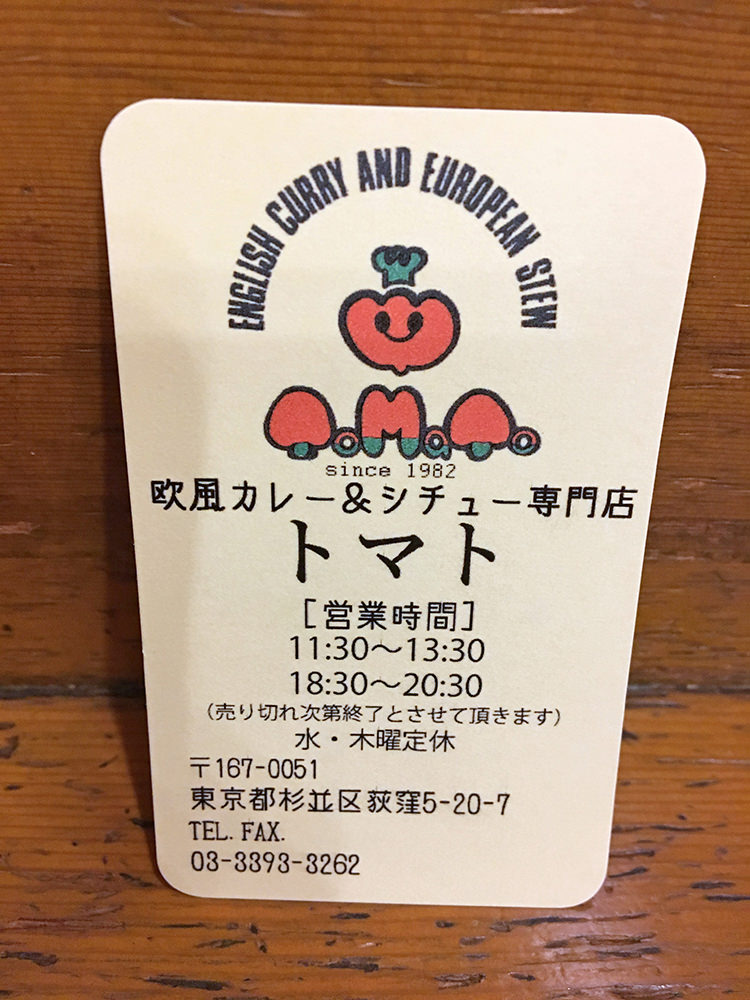 ENGLISH CURRY AND EUROPEAN STEW
TOMATO
since 1982
欧風カレー&シチュー専門店
トマト
[営業時間]
11:30～13:30
18:30～20:30
(売り切れ次第終了とさせて頂きます)
水・木曜定休
〒167-0051
東京都杉並区荻窪5-20-7
TEL. FAX.
03-3393-3262